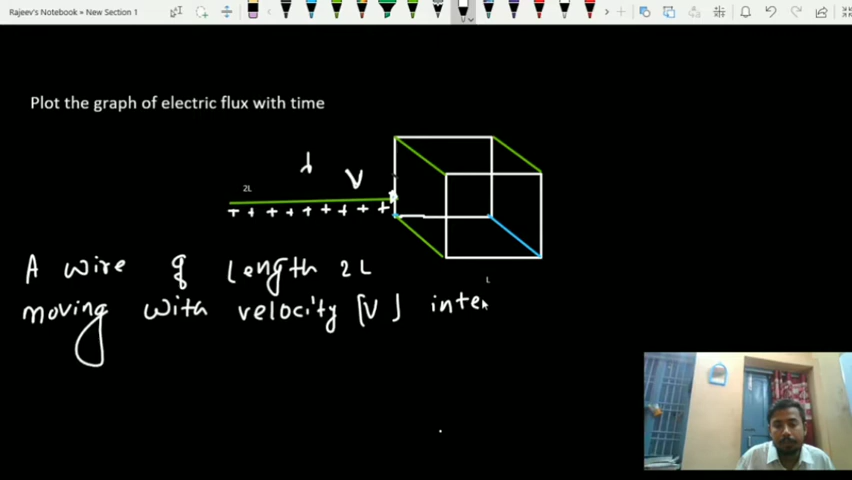 Rajeev's Notebook » New Section 1
Plot the graph of electric flux with time
λ
V
2L
+ + + + + + + + +
A wire of length 2L
L
moving with velocity [V] inter